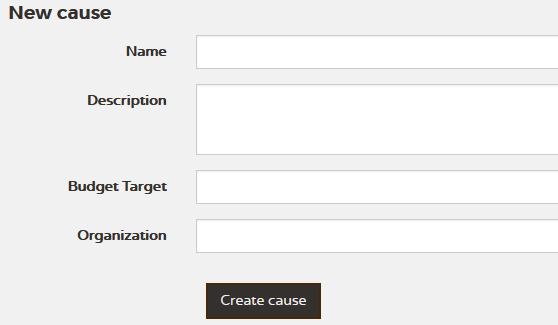 New cause
Name
Description
Budget Target
Organization
Create cause